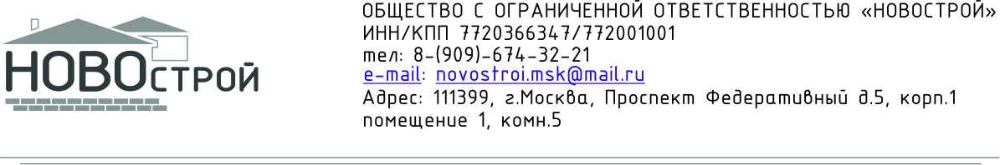 НОВОСТРОЙ
ОБЩЕСТВО С ОГРАНИЧЕННОЙ ОТВЕТСТВЕННОСТЬЮ «НОВОСТРОЙ»
ИНН/КПП 7720366347/772001001
тел: 8-(909)-674-32-21
e-mail: novostroi.msk@mail.ru
Адрес: 111399, г.Москва, Проспект Федеративный д.5, корп.1
помещение 1, комн.5